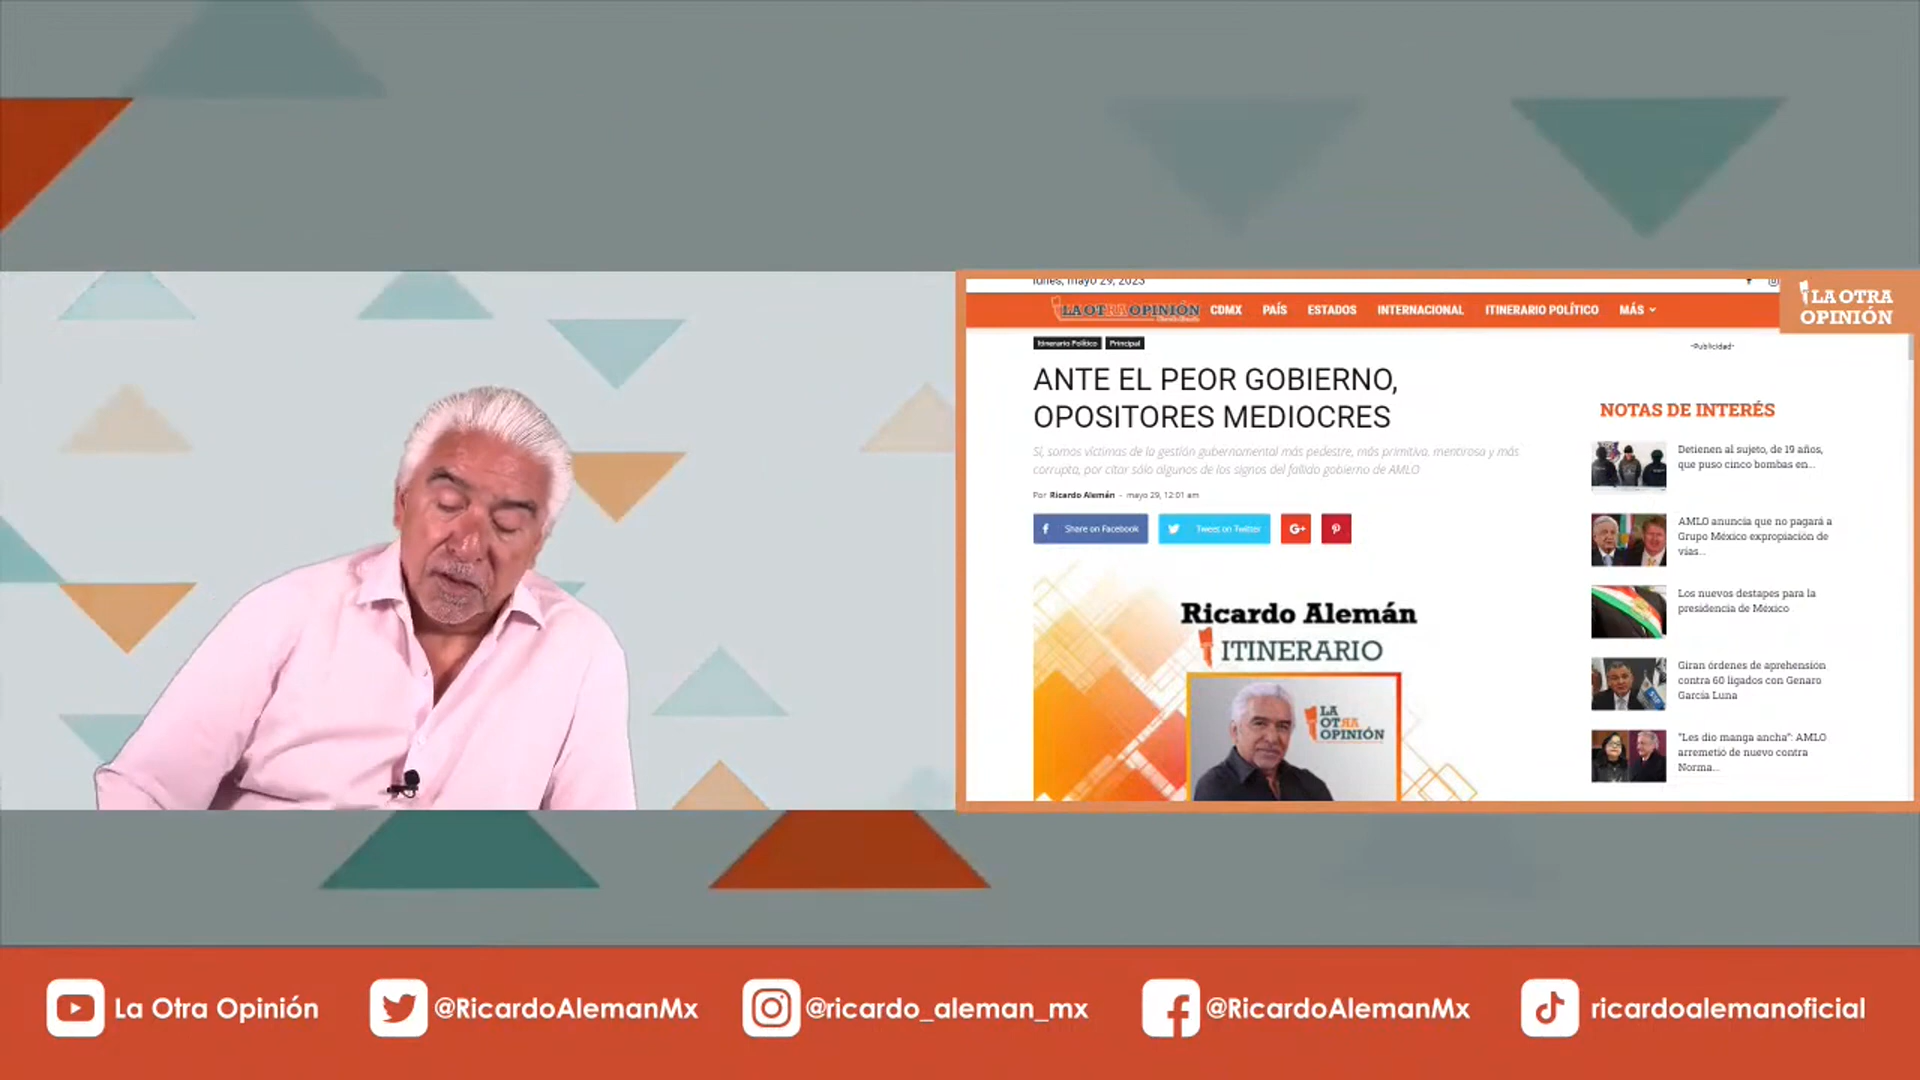 lunes, mayo 29, 2023
LA OTRA OPINIÓN
CDMX
PAÍS
ESTADOS
INTERNACIONAL
ITINERARIO POLÍTICO
MÁS
LA OTRA
OPINIÓN
Itinerario Político
Principal
-Publicidad-
ANTE EL PEOR GOBIERNO,
OPOSITORES MEDIOCRES
Sí, somos víctimas de la gestión gubernamental más pedestre, más primitiva, mentirosa y más
corrupta, por citar sólo algunos de los signos del fallido gobierno de AMLO
Por Ricardo Alemán - mayo 29, 12:01 am
Share on Facebook
Tweet on Twitter
Ricardo Alemán
ITINERARIO
LA
OTRA
OPINIÓN
NOTAS DE INTERÉS
Detienen al sujeto, de 19 años,
que puso cinco bombas en...
AMLO anuncia que no pagará a
Grupo México expropiación de
vías...
Los nuevos destapes para la
presidencia de México
Giran órdenes de aprehensión
contra 60 ligados con Genaro
García Luna
"Les dio manga ancha": AMLO
arremetió de nuevo contra
Norma...
La Otra Opinión
@RicardoAlemanMx
@ricardo_aleman_mx
@RicardoAlemanMx
ricardoalemanoficial